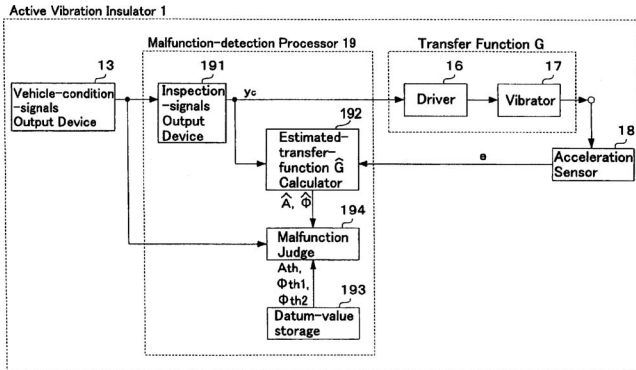 Active Vibration Insulator 1
Malfunction-detection Processor 19
Transfer Function G
13
Vehicle-condition
-signals
Output Device
191
Inspection
-signals
Output
Device
yc
16
Driver
17
Vibrator
192
Estimated-
transfer-
function Ĝ
Calculator
e
18
Acceleration
Sensor
Â, Φ̂
194
Malfunction
Judge
Ath,
Φth1,
Φth2
193
Datum-value
storage